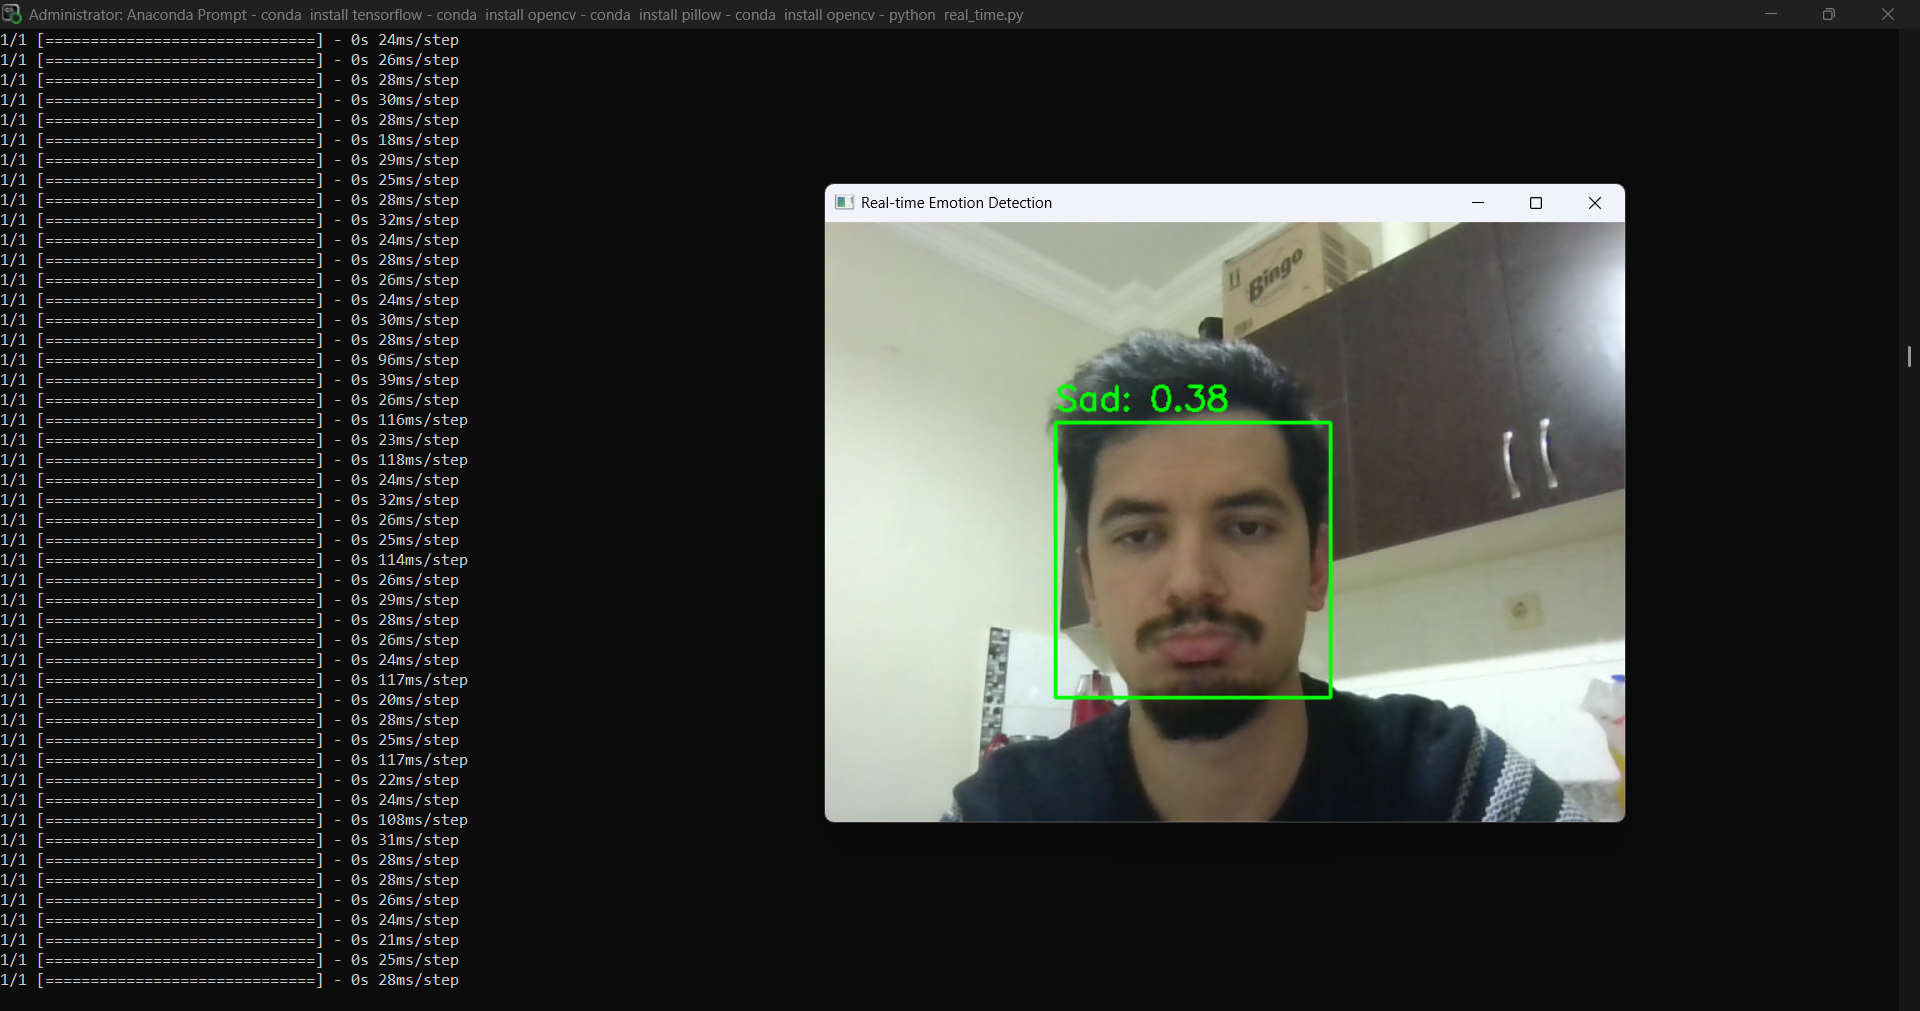 Administrator: Anaconda Prompt - conda  install tensorflow - conda  install opencv - conda  install pillow - conda  install opencv - python  real_time.py
1/1 [==============================] - 0s 24ms/step
1/1 [==============================] - 0s 26ms/step
1/1 [==============================] - 0s 28ms/step
1/1 [==============================] - 0s 30ms/step
1/1 [==============================] - 0s 28ms/step
1/1 [==============================] - 0s 18ms/step
1/1 [==============================] - 0s 29ms/step
1/1 [==============================] - 0s 25ms/step
1/1 [==============================] - 0s 28ms/step
1/1 [==============================] - 0s 32ms/step
1/1 [==============================] - 0s 24ms/step
1/1 [==============================] - 0s 28ms/step
1/1 [==============================] - 0s 26ms/step
1/1 [==============================] - 0s 24ms/step
1/1 [==============================] - 0s 30ms/step
1/1 [==============================] - 0s 28ms/step
1/1 [==============================] - 0s 96ms/step
1/1 [==============================] - 0s 39ms/step
1/1 [==============================] - 0s 26ms/step
1/1 [==============================] - 0s 116ms/step
1/1 [==============================] - 0s 23ms/step
1/1 [==============================] - 0s 118ms/step
1/1 [==============================] - 0s 24ms/step
1/1 [==============================] - 0s 32ms/step
1/1 [==============================] - 0s 26ms/step
1/1 [==============================] - 0s 25ms/step
1/1 [==============================] - 0s 114ms/step
1/1 [==============================] - 0s 26ms/step
1/1 [==============================] - 0s 29ms/step
1/1 [==============================] - 0s 28ms/step
1/1 [==============================] - 0s 26ms/step
1/1 [==============================] - 0s 24ms/step
1/1 [==============================] - 0s 117ms/step
1/1 [==============================] - 0s 20ms/step
1/1 [==============================] - 0s 28ms/step
1/1 [==============================] - 0s 25ms/step
1/1 [==============================] - 0s 117ms/step
1/1 [==============================] - 0s 22ms/step
1/1 [==============================] - 0s 24ms/step
1/1 [==============================] - 0s 108ms/step
1/1 [==============================] - 0s 31ms/step
1/1 [==============================] - 0s 28ms/step
1/1 [==============================] - 0s 28ms/step
1/1 [==============================] - 0s 26ms/step
1/1 [==============================] - 0s 24ms/step
1/1 [==============================] - 0s 21ms/step
1/1 [==============================] - 0s 25ms/step
1/1 [==============================] - 0s 28ms/step
Real-time Emotion Detection
Bingo
Sad: 0.38